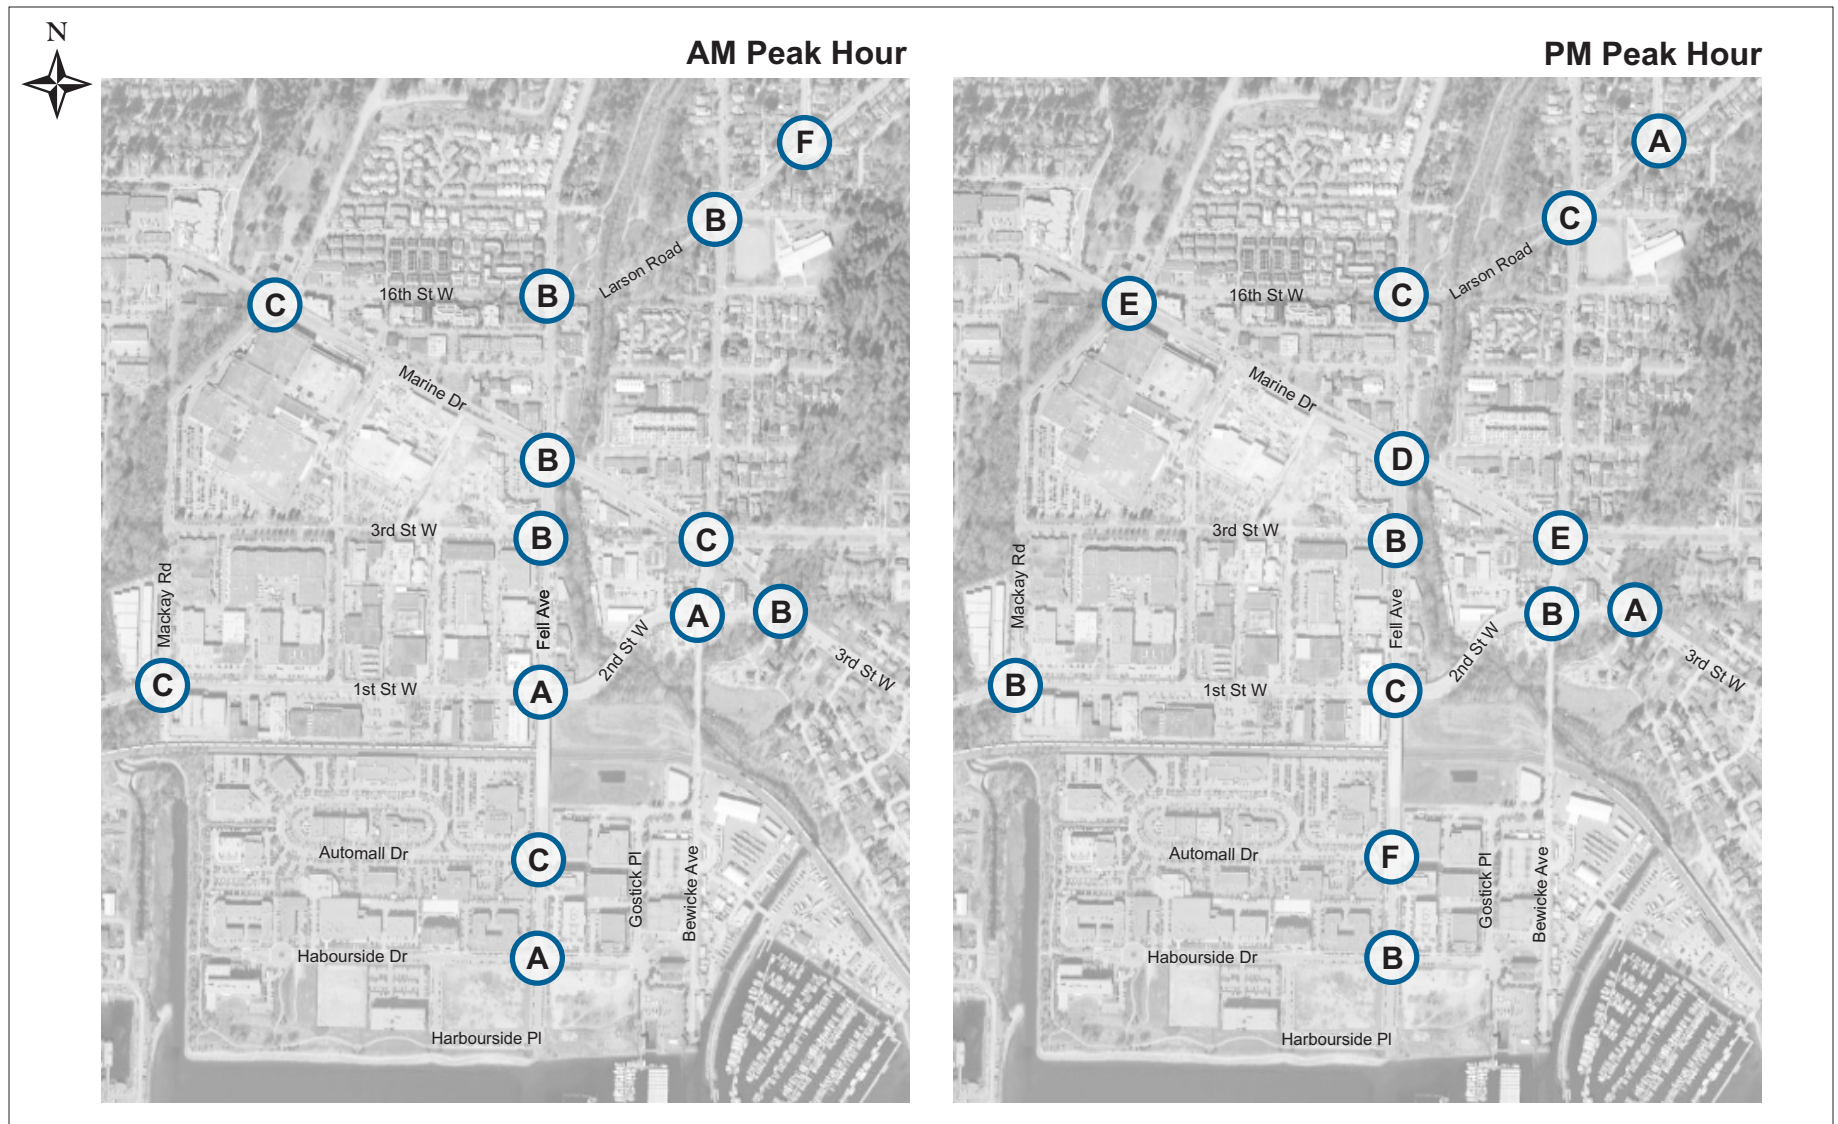 N
AM Peak Hour
F
B
Larson Road
C
16th St W
B
Marine Dr
B
3rd St W
B
C
Mackay Rd
Fell Ave
A
B
2nd St W
3rd St W
C
1st St W
A
Automall Dr
C
Gostick Pl
Bewicke Ave
Habourside Dr
A
Harbourside Pl
PM Peak Hour
A
C
Larson Road
E
16th St W
C
Marine Dr
D
3rd St W
B
E
Mackay Rd
Fell Ave
B
A
2nd St W
3rd St W
B
1st St W
C
Automall Dr
F
Gostick Pl
Bewicke Ave
Habourside Dr
B
Harbourside Pl